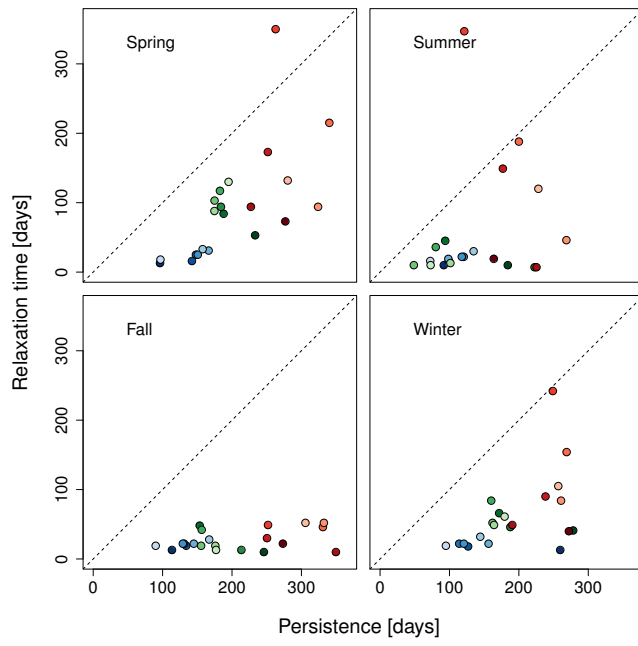 Spring
Summer
300
200
100
0
Relaxation time [days]
Fall
Winter
300
200
100
0
0 100 200 300
0 100 200 300
Persistence [days]